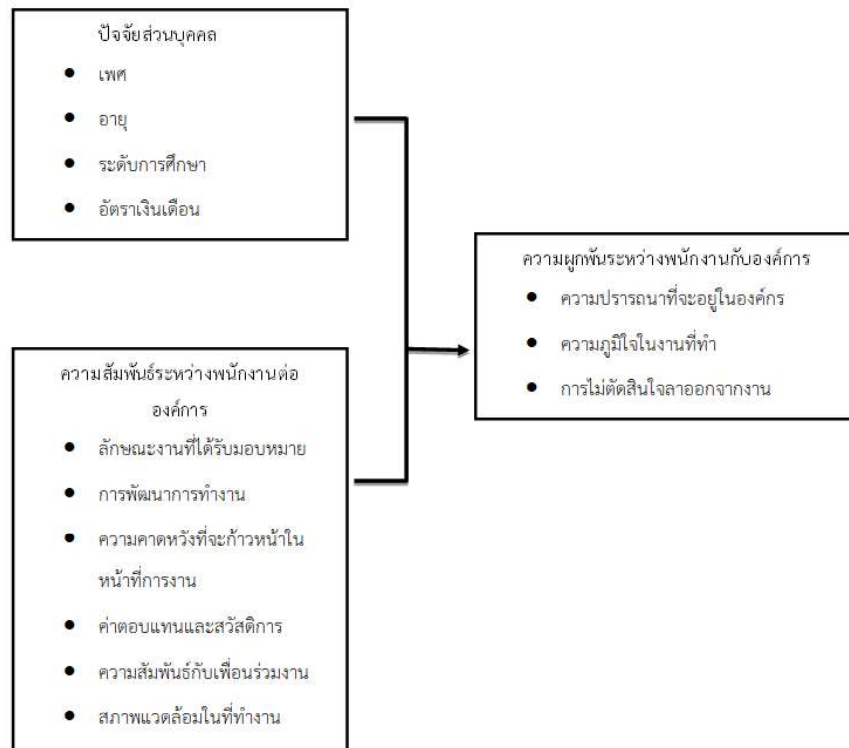 ปัจจัยส่วนบุคคล
● เพศ
● อายุ
● ระดับการศึกษา
● อัตราเงินเดือน
ความสัมพันธ์ระหว่างพนักงานต่อ
องค์การ
● ลักษณะงานที่ได้รับมอบหมาย
● การพัฒนาการทำงาน
● ความคาดหวังที่จะก้าวหน้าใน
หน้าที่การงาน
● ค่าตอบแทนและสวัสดิการ
● ความสัมพันธ์กับเพื่อนร่วมงาน
● สภาพแวดล้อมในที่ทำงาน
ความผูกพันระหว่างพนักงานกับองค์การ
● ความปรารถนาที่จะอยู่ในองค์กร
● ความภูมิใจในงานที่ทำ
● การไม่ตัดสินใจลาออกจากงาน